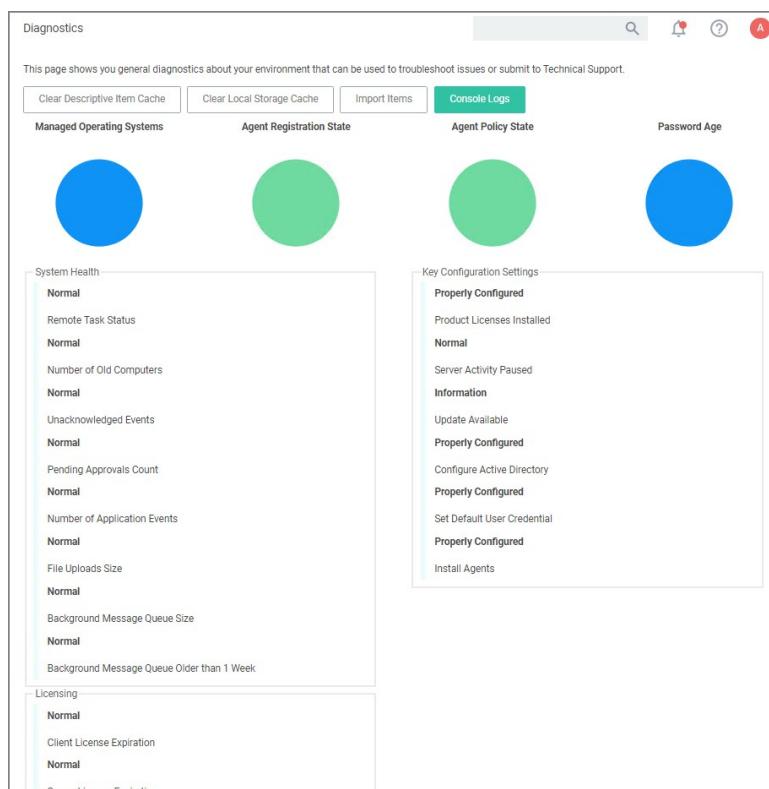 Diagnostics
A
This page shows you general diagnostics about your environment that can be used to troubleshoot issues or submit to Technical Support.
Clear Descriptive Item Cache
Clear Local Storage Cache
Import Items
Console Logs
Managed Operating Systems
Agent Registration State
Agent Policy State
Password Age
System Health
Normal
Remote Task Status
Normal
Number of Old Computers
Normal
Unacknowledged Events
Normal
Pending Approvals Count
Normal
Number of Application Events
Normal
File Uploads Size
Normal
Background Message Queue Size
Normal
Background Message Queue Older than 1 Week
Key Configuration Settings
Properly Configured
Product Licenses Installed
Normal
Server Activity Paused
Information
Update Available
Properly Configured
Configure Active Directory
Properly Configured
Set Default User Credential
Properly Configured
Install Agents
Licensing
Normal
Client License Expiration
Normal